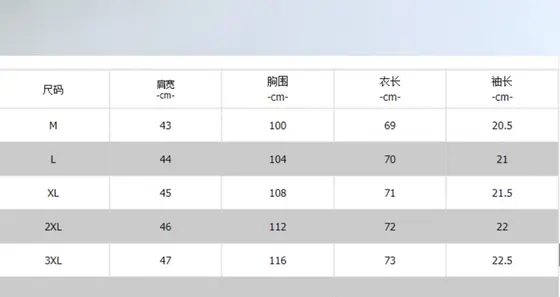 尺码 肩宽 胸围 衣长 袖长
-cm- -cm- -cm- -cm-
M 43 100 69 20.5
L 44 104 70 21
XL 45 108 71 21.5
2XL 46 112 72 22
3XL 47 116 73 22.5